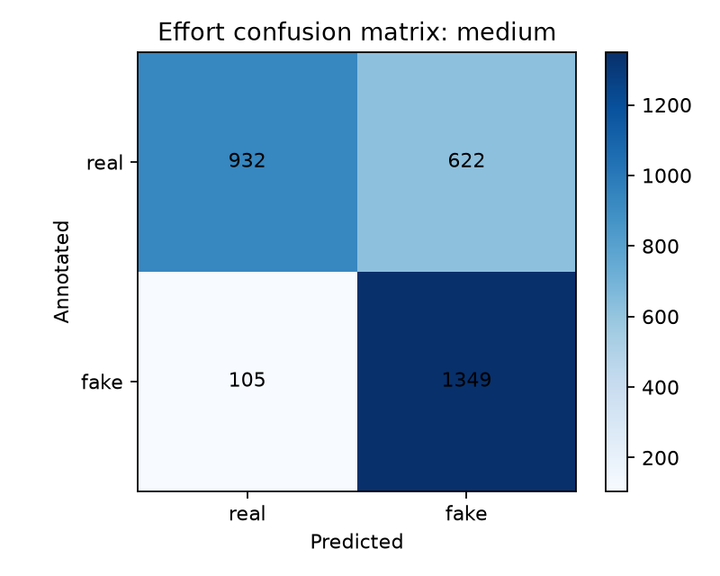 Effort confusion matrix: medium
Annotated
real
932
622
fake
105
1349
real
fake
Predicted
1200
1000
800
600
400
200